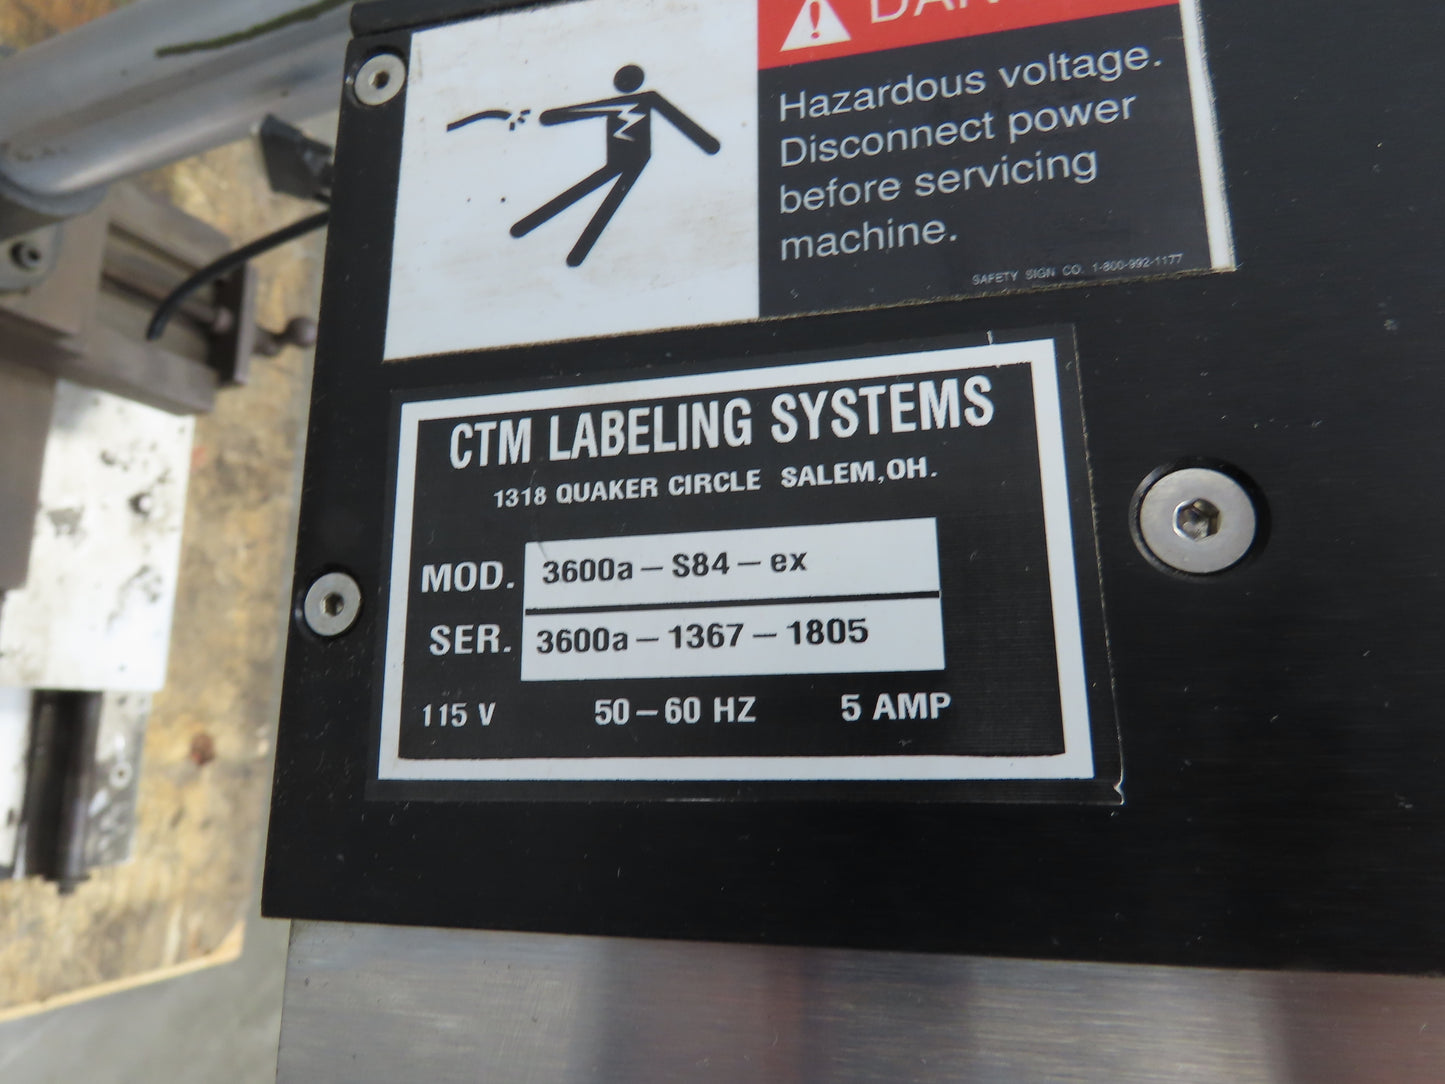 Hazardous voltage.
Disconnect power
before servicing
machine.
SAFETY SIGN CO. 1-800-992-1177
CTM LABELING SYSTEMS
1318 QUAKER CIRCLE SALEM, OH.
MOD. 3600a-S84-ex
SER. 3600a-1367-1805
115 V 50-60 HZ 5 AMP